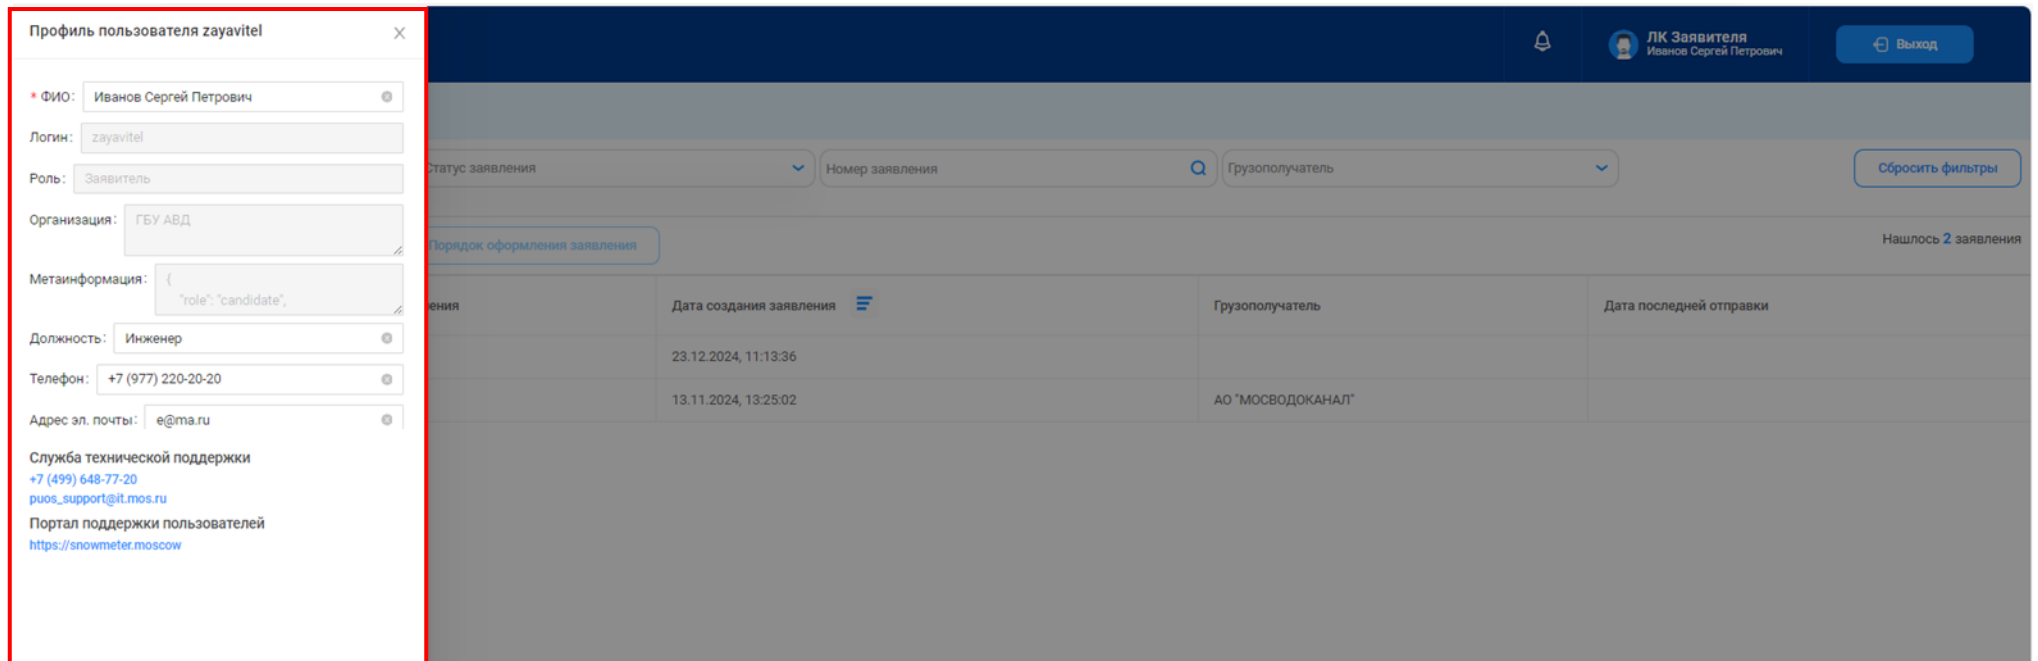 Профиль пользователя zayavitel
* ФИО: Иванов Сергей Петрович
Логин: zayavitel
Роль: Заявитель
Организация: ГБУ АВД
Метаинформация: {
"role": "candidate",
Должность: Инженер
Телефон: +7 (977) 220-20-20
Адрес эл. почты: e@ma.ru
Служба технической поддержки
+7 (499) 648-77-20
puos_support@it.mos.ru
Портал поддержки пользователей
https://snowmeter.moscow
ЛК Заявителя
Иванов Сергей Петрович
Выход
Статус заявления
Номер заявления
Грузополучатель
Сбросить фильтры
Порядок оформления заявления
Нашлось 2 заявления
ения
Дата создания заявления
Грузополучатель
Дата последней отправки
23.12.2024, 11:13:36
13.11.2024, 13:25:02
АО "МОСВОДОКАНАЛ"